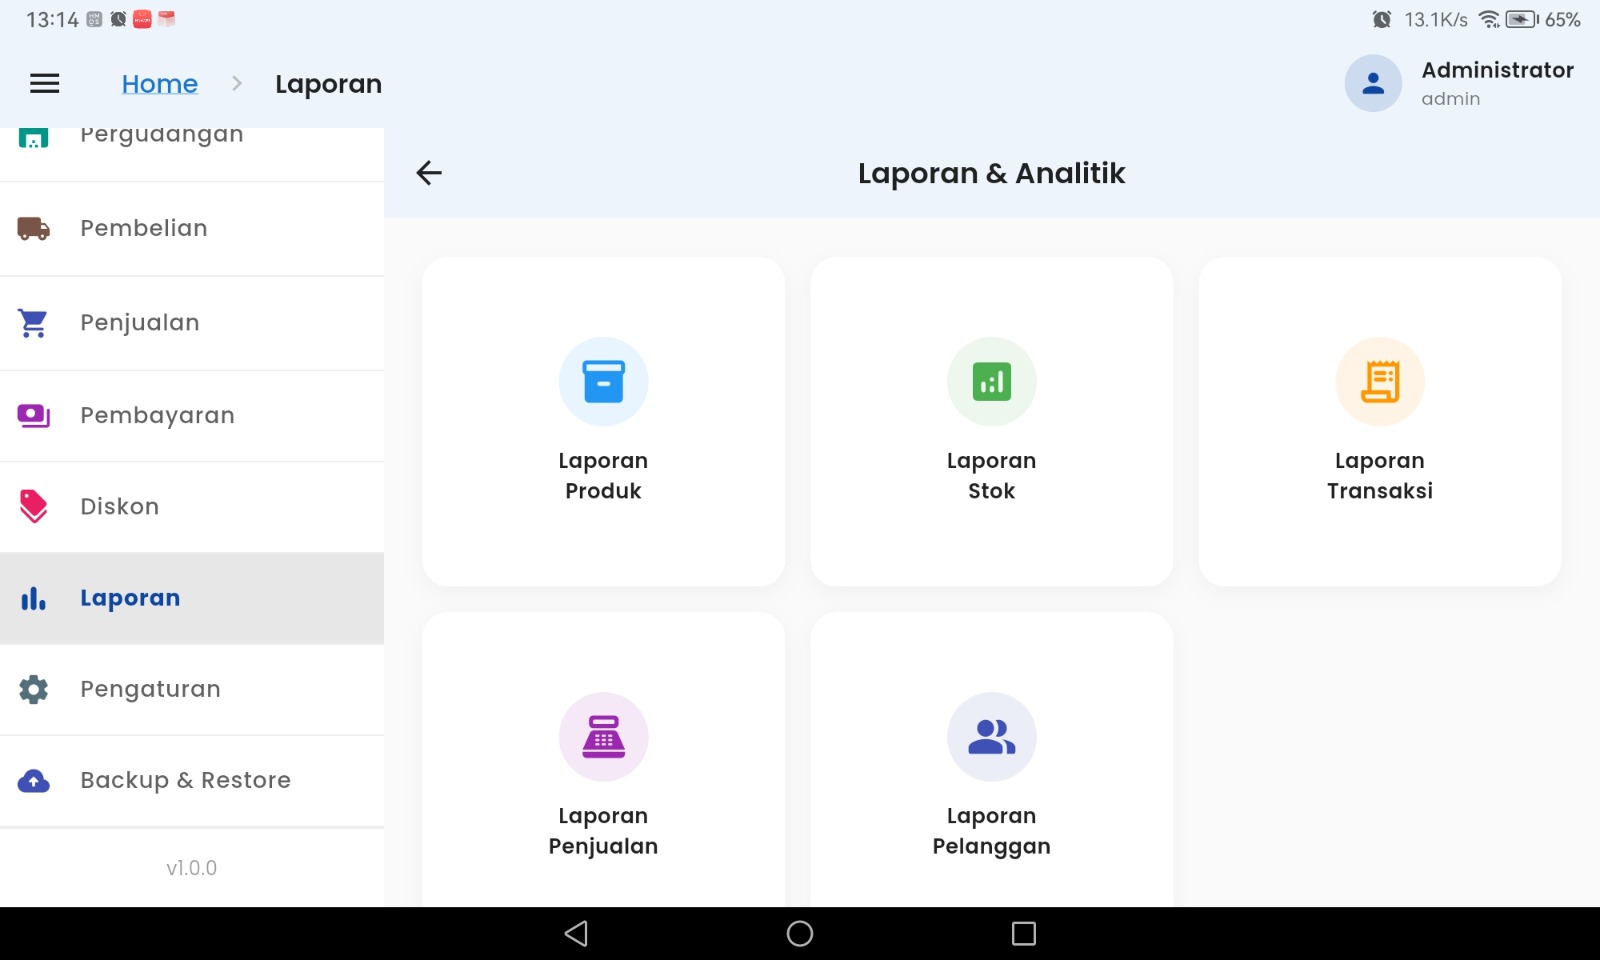 13:14
13.1K/s
65%
Home
Laporan
Administrator
admin
Pergudangan
Pembelian
Penjualan
Pembayaran
Diskon
Laporan
Pengaturan
Backup & Restore
v1.0.0
Laporan & Analitik
Laporan
Produk
Laporan
Stok
Laporan
Transaksi
Laporan
Penjualan
Laporan
Pelanggan